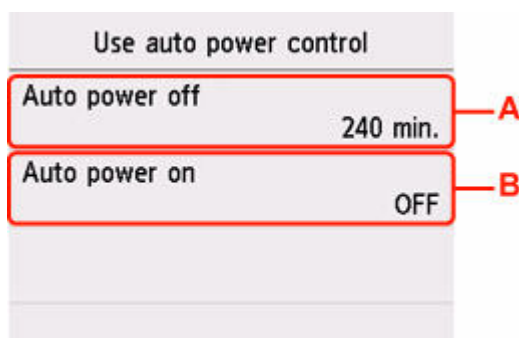 Use auto power control
Auto power off
A
240 min.
Auto power on
B
OFF